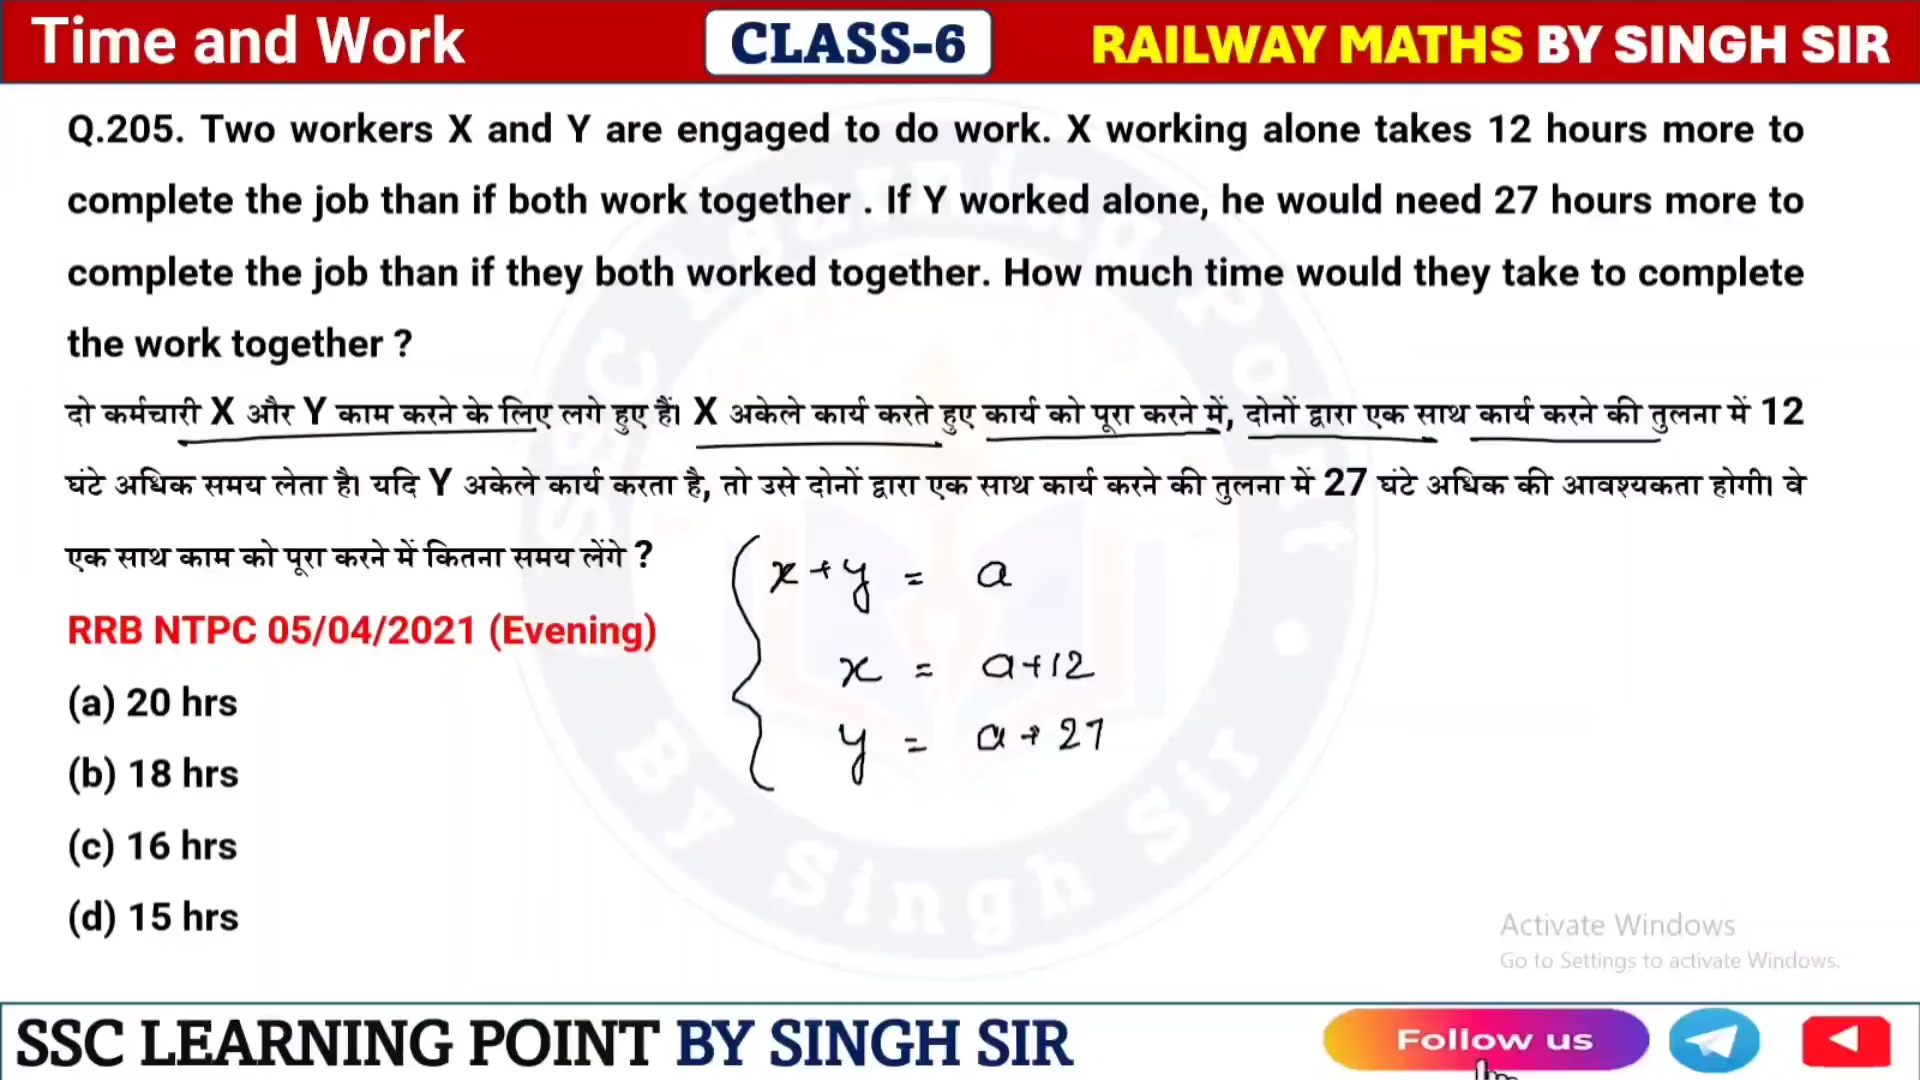 Time and Work
CLASS-6
RAILWAY MATHS BY SINGH SIR
Q.205. Two workers X and Y are engaged to do work. X working alone takes 12 hours more to
complete the job than if both work together . If Y worked alone, he would need 27 hours more to
complete the job than if they both worked together. How much time would they take to complete
the work together ?
दो कर्मचारी X और Y काम करने के लिए लगे हुए हैं। X अकेले कार्य करते हुए कार्य को पूरा करने में, दोनों द्वारा एक साथ कार्य करने की तुलना में 12
घंटे अधिक समय लेता है। यदि Y अकेले कार्य करता है, तो उसे दोनों द्वारा एक साथ कार्य करने की तुलना में 27 घंटे अधिक की आवश्यकता होगी। वे
एक साथ काम को पूरा करने में कितना समय लेंगे ?
x + y = a
x = a + 12
y = a + 27
RRB NTPC 05/04/2021 (Evening)
(a) 20 hrs
(b) 18 hrs
(c) 16 hrs
(d) 15 hrs
SSC Learning Point
By Singh Sir
Activate Windows
Go to Settings to activate Windows.
SSC LEARNING POINT BY SINGH SIR
Follow us